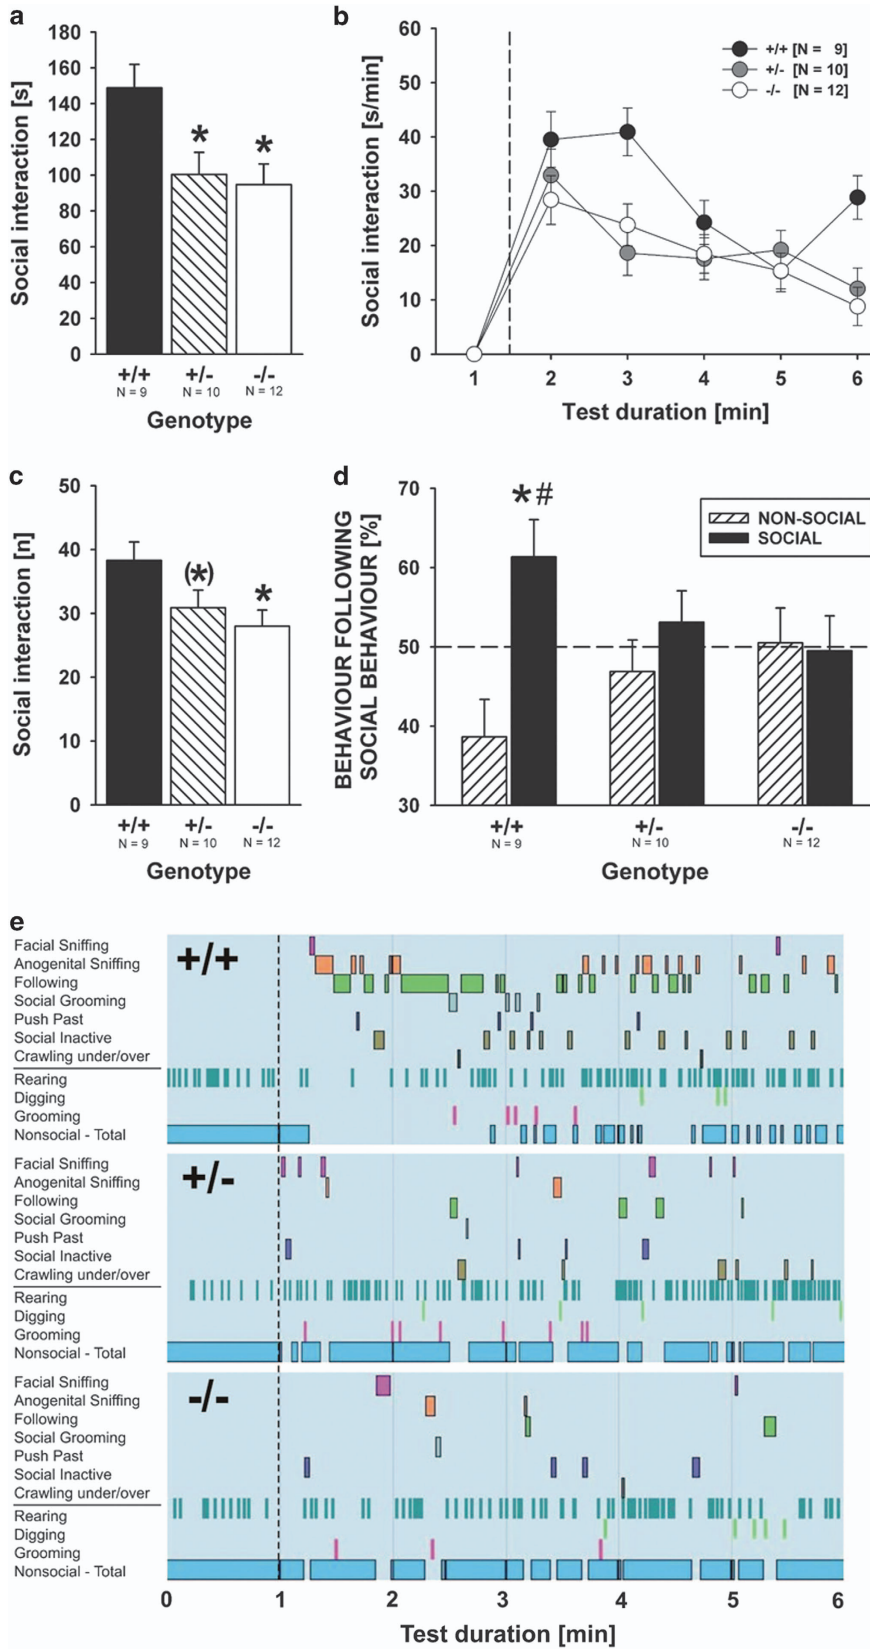 a
180
160
140
120
100
80
60
40
20
0
Social interaction [s]
*
*
+/+
+/-
-/-
N = 9
N = 10
N = 12
Genotype
b
60
50
40
30
20
10
0
Social interaction [s/min]
+/+ [N = 9]
+/- [N = 10]
-/- [N = 12]
1
2
3
4
5
6
Test duration [min]
c
50
40
30
20
10
0
Social interaction [n]
(*)
*
+/+
+/-
-/-
N = 9
N = 10
N = 12
Genotype
d
70
60
50
40
30
BEHAVIOUR FOLLOWING
SOCIAL BEHAVIOUR [%]
*#
NON-SOCIAL
SOCIAL
+/+
+/-
-/-
N = 9
N = 10
N = 12
Genotype
e
+/+
Facial Sniffing
Anogenital Sniffing
Following
Social Grooming
Push Past
Social Inactive
Crawling under/over
Rearing
Digging
Grooming
Nonsocial - Total
+/-
Facial Sniffing
Anogenital Sniffing
Following
Social Grooming
Push Past
Social Inactive
Crawling under/over
Rearing
Digging
Grooming
Nonsocial - Total
-/-
Facial Sniffing
Anogenital Sniffing
Following
Social Grooming
Push Past
Social Inactive
Crawling under/over
Rearing
Digging
Grooming
Nonsocial - Total
0
1
2
3
4
5
6
Test duration [min]